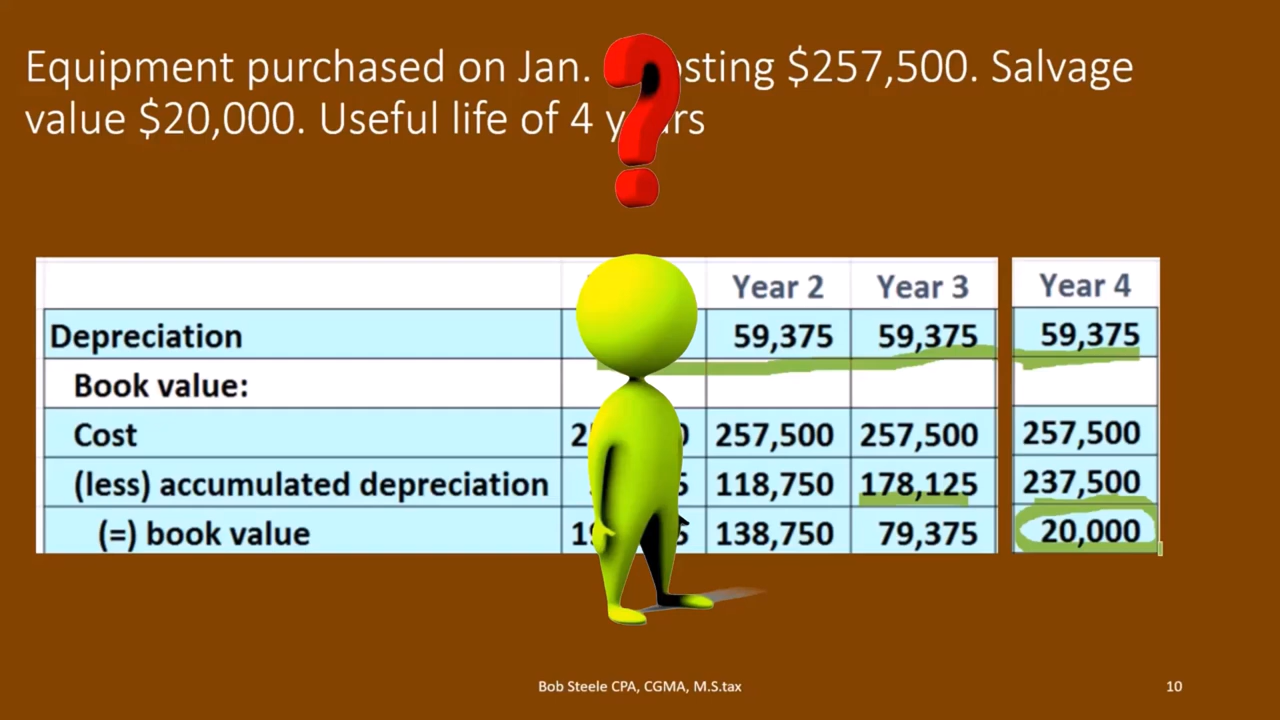 Equipment purchased on Jan. $257,500. Salvage
value $20,000. Useful life of 4
Year 2 Year 3 Year 4
Depreciation 59,375 59,375 59,375
Book value:
Cost 257,500 257,500 257,500
(less) accumulated depreciation 118,750 178,125 237,500
(=) book value 138,750 79,375 20,000
Bob Steele CPA, CGMA, M.S.tax 10